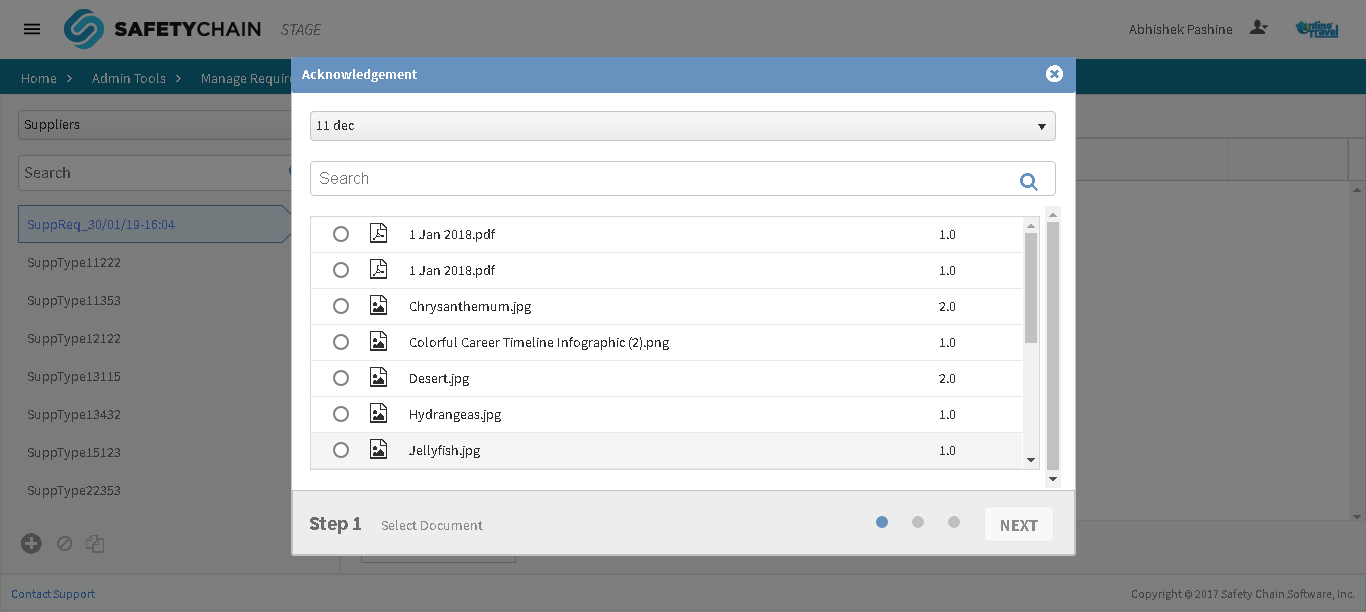 SAFETYCHAIN STAGE
Abhishek Pashine
Online Travel
Home > Admin Tools > Manage Requir
Acknowledgement
Suppliers
11 dec
Search
Search
SuppReq_30/01/19-16:04
SuppType11222
SuppType11353
SuppType12122
SuppType13115
SuppType13432
SuppType15123
SuppType22353
1 Jan 2018.pdf 1.0
1 Jan 2018.pdf 1.0
Chrysanthemum.jpg 2.0
Colorful Career Timeline Infographic (2).png 1.0
Desert.jpg 2.0
Hydrangeas.jpg 1.0
Jellyfish.jpg 1.0
Step 1 Select Document
NEXT
Contact Support
Copyright © 2017 Safety Chain Software, Inc.